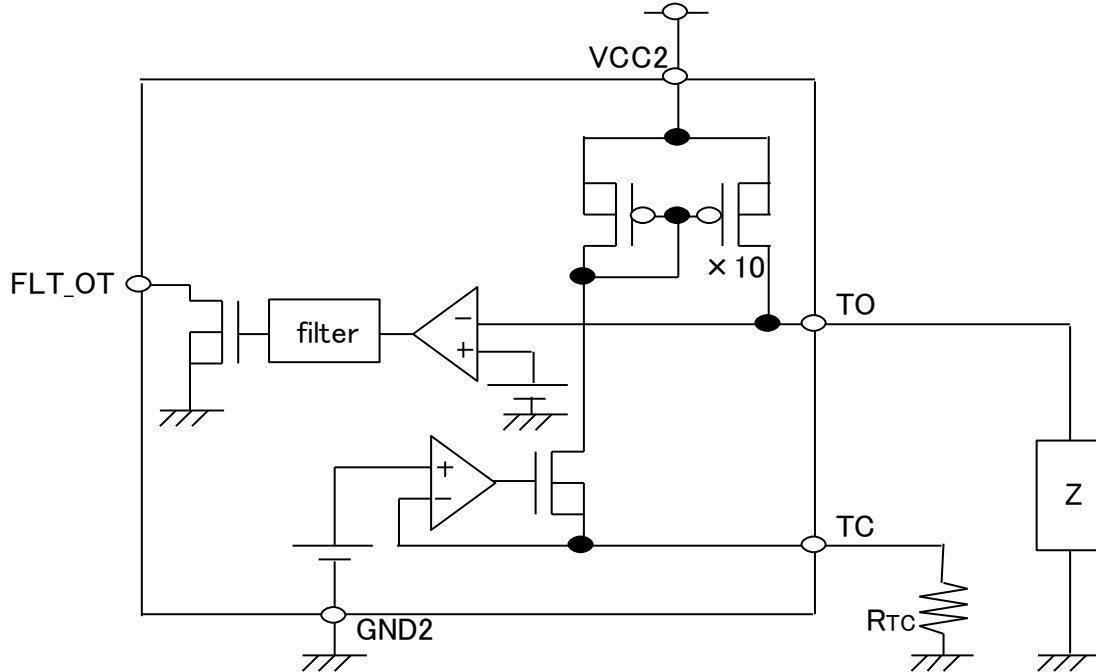 VCC2
FLT_OT
×10
TO
filter
−
+
+
−
Z
TC
RTC
GND2